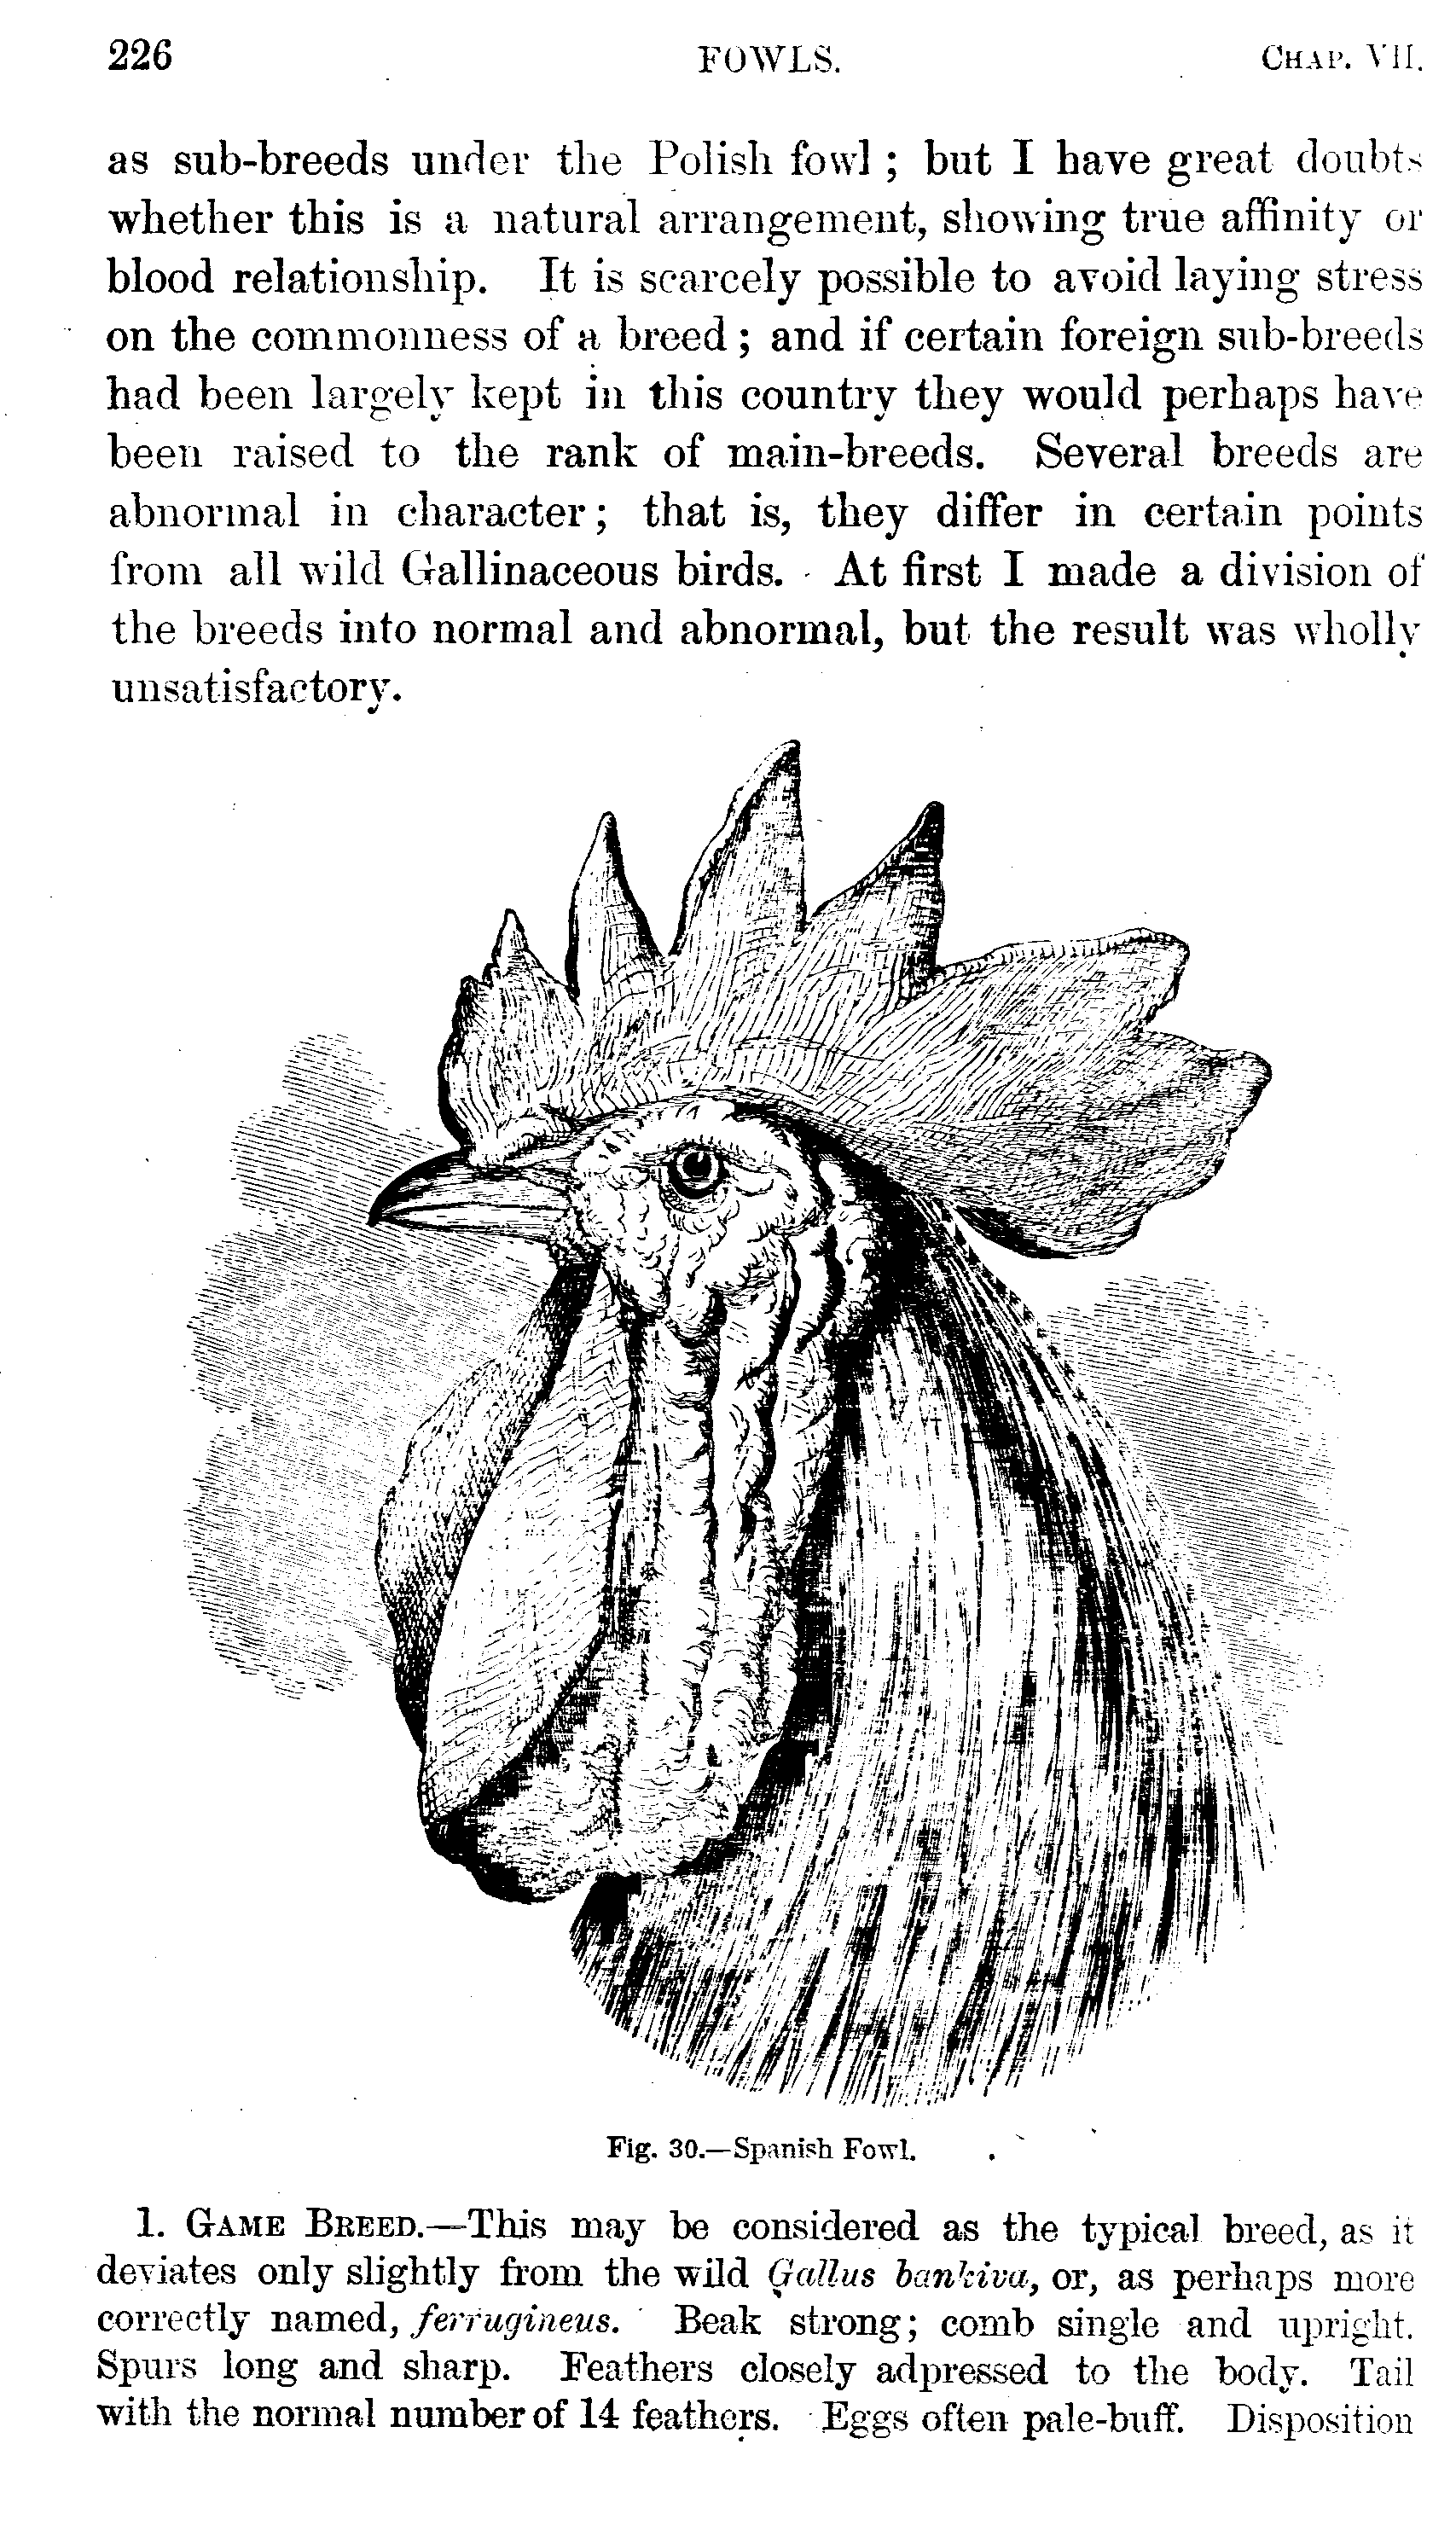 226 FOWLS. CHAP. VII.
as sub-breeds under the Polish fowl ; but I have great doubts
whether this is a natural arrangement, showing true affinity or
blood relationship. It is scarcely possible to avoid laying stress
on the commonness of a breed ; and if certain foreign sub-breeds
had been largely kept in this country they would perhaps have
been raised to the rank of main-breeds. Several breeds are
abnormal in character ; that is, they differ in certain points
from all wild Gallinaceous birds. At first I made a division of
the breeds into normal and abnormal, but the result was wholly
unsatisfactory.
Fig. 30.—Spanish Fowl.
1. GAME BREED.—This may be considered as the typical breed, as it
deviates only slightly from the wild Gallus bankiva, or, as perhaps more
correctly named, ferrugineus. Beak strong; comb single and upright.
Spurs long and sharp. Feathers closely adpressed to the body. Tail
with the normal number of 14 feathers. Eggs often pale-buff. Disposition